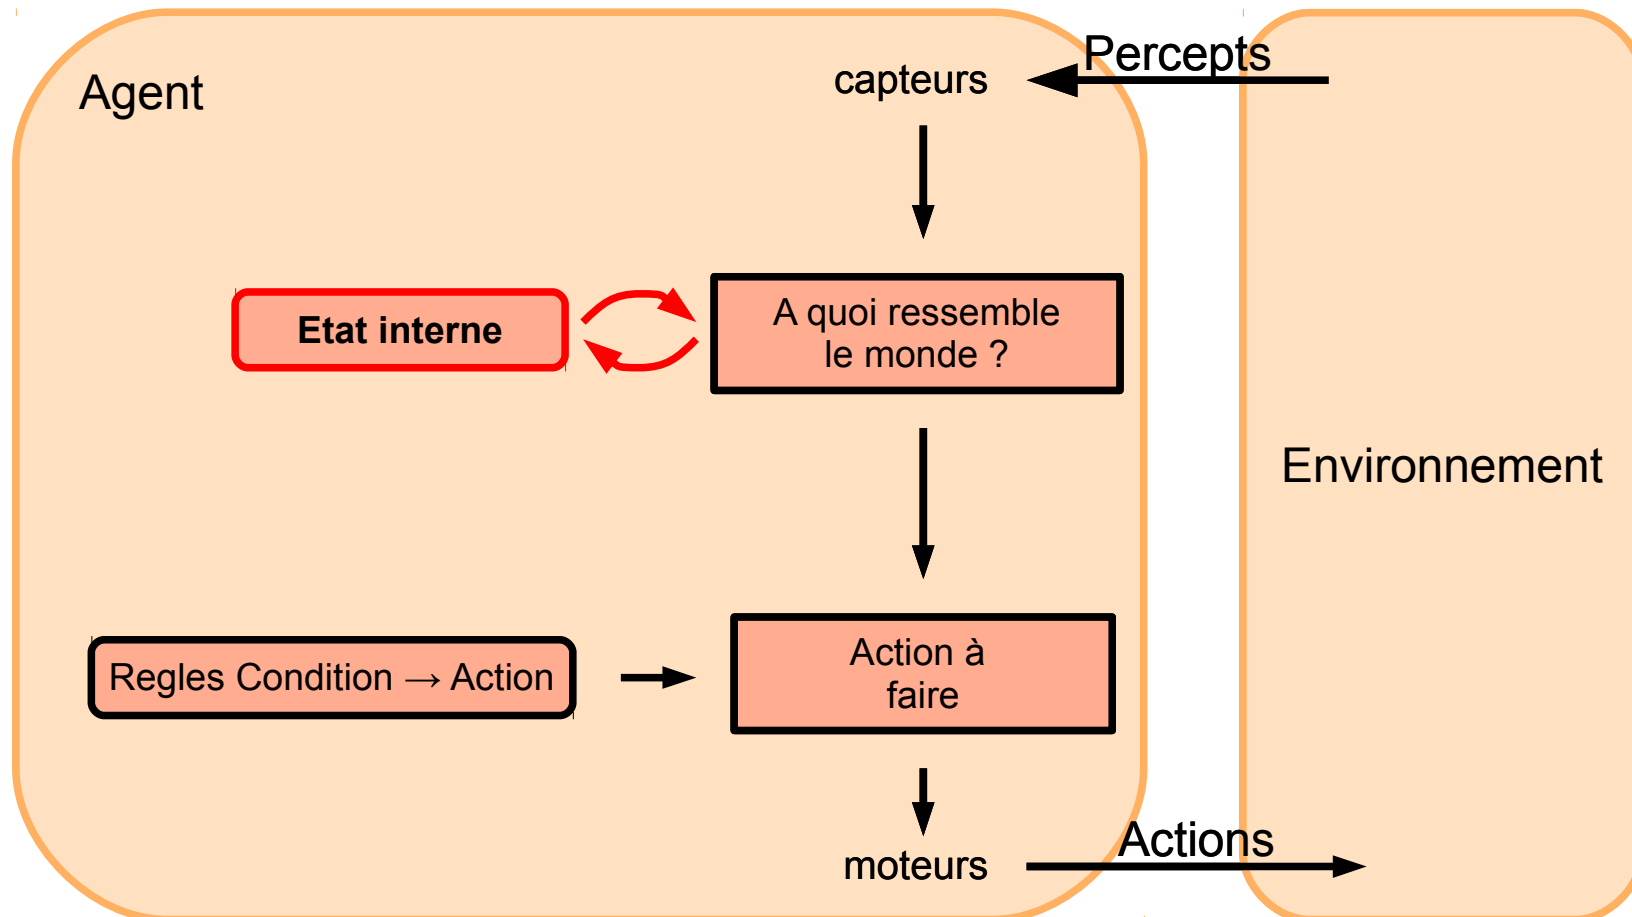 Percepts
Agent
capteurs
Etat interne
A quoi ressemble
le monde ?
Environnement
Regles Condition → Action
Action à
faire
Actions
moteurs